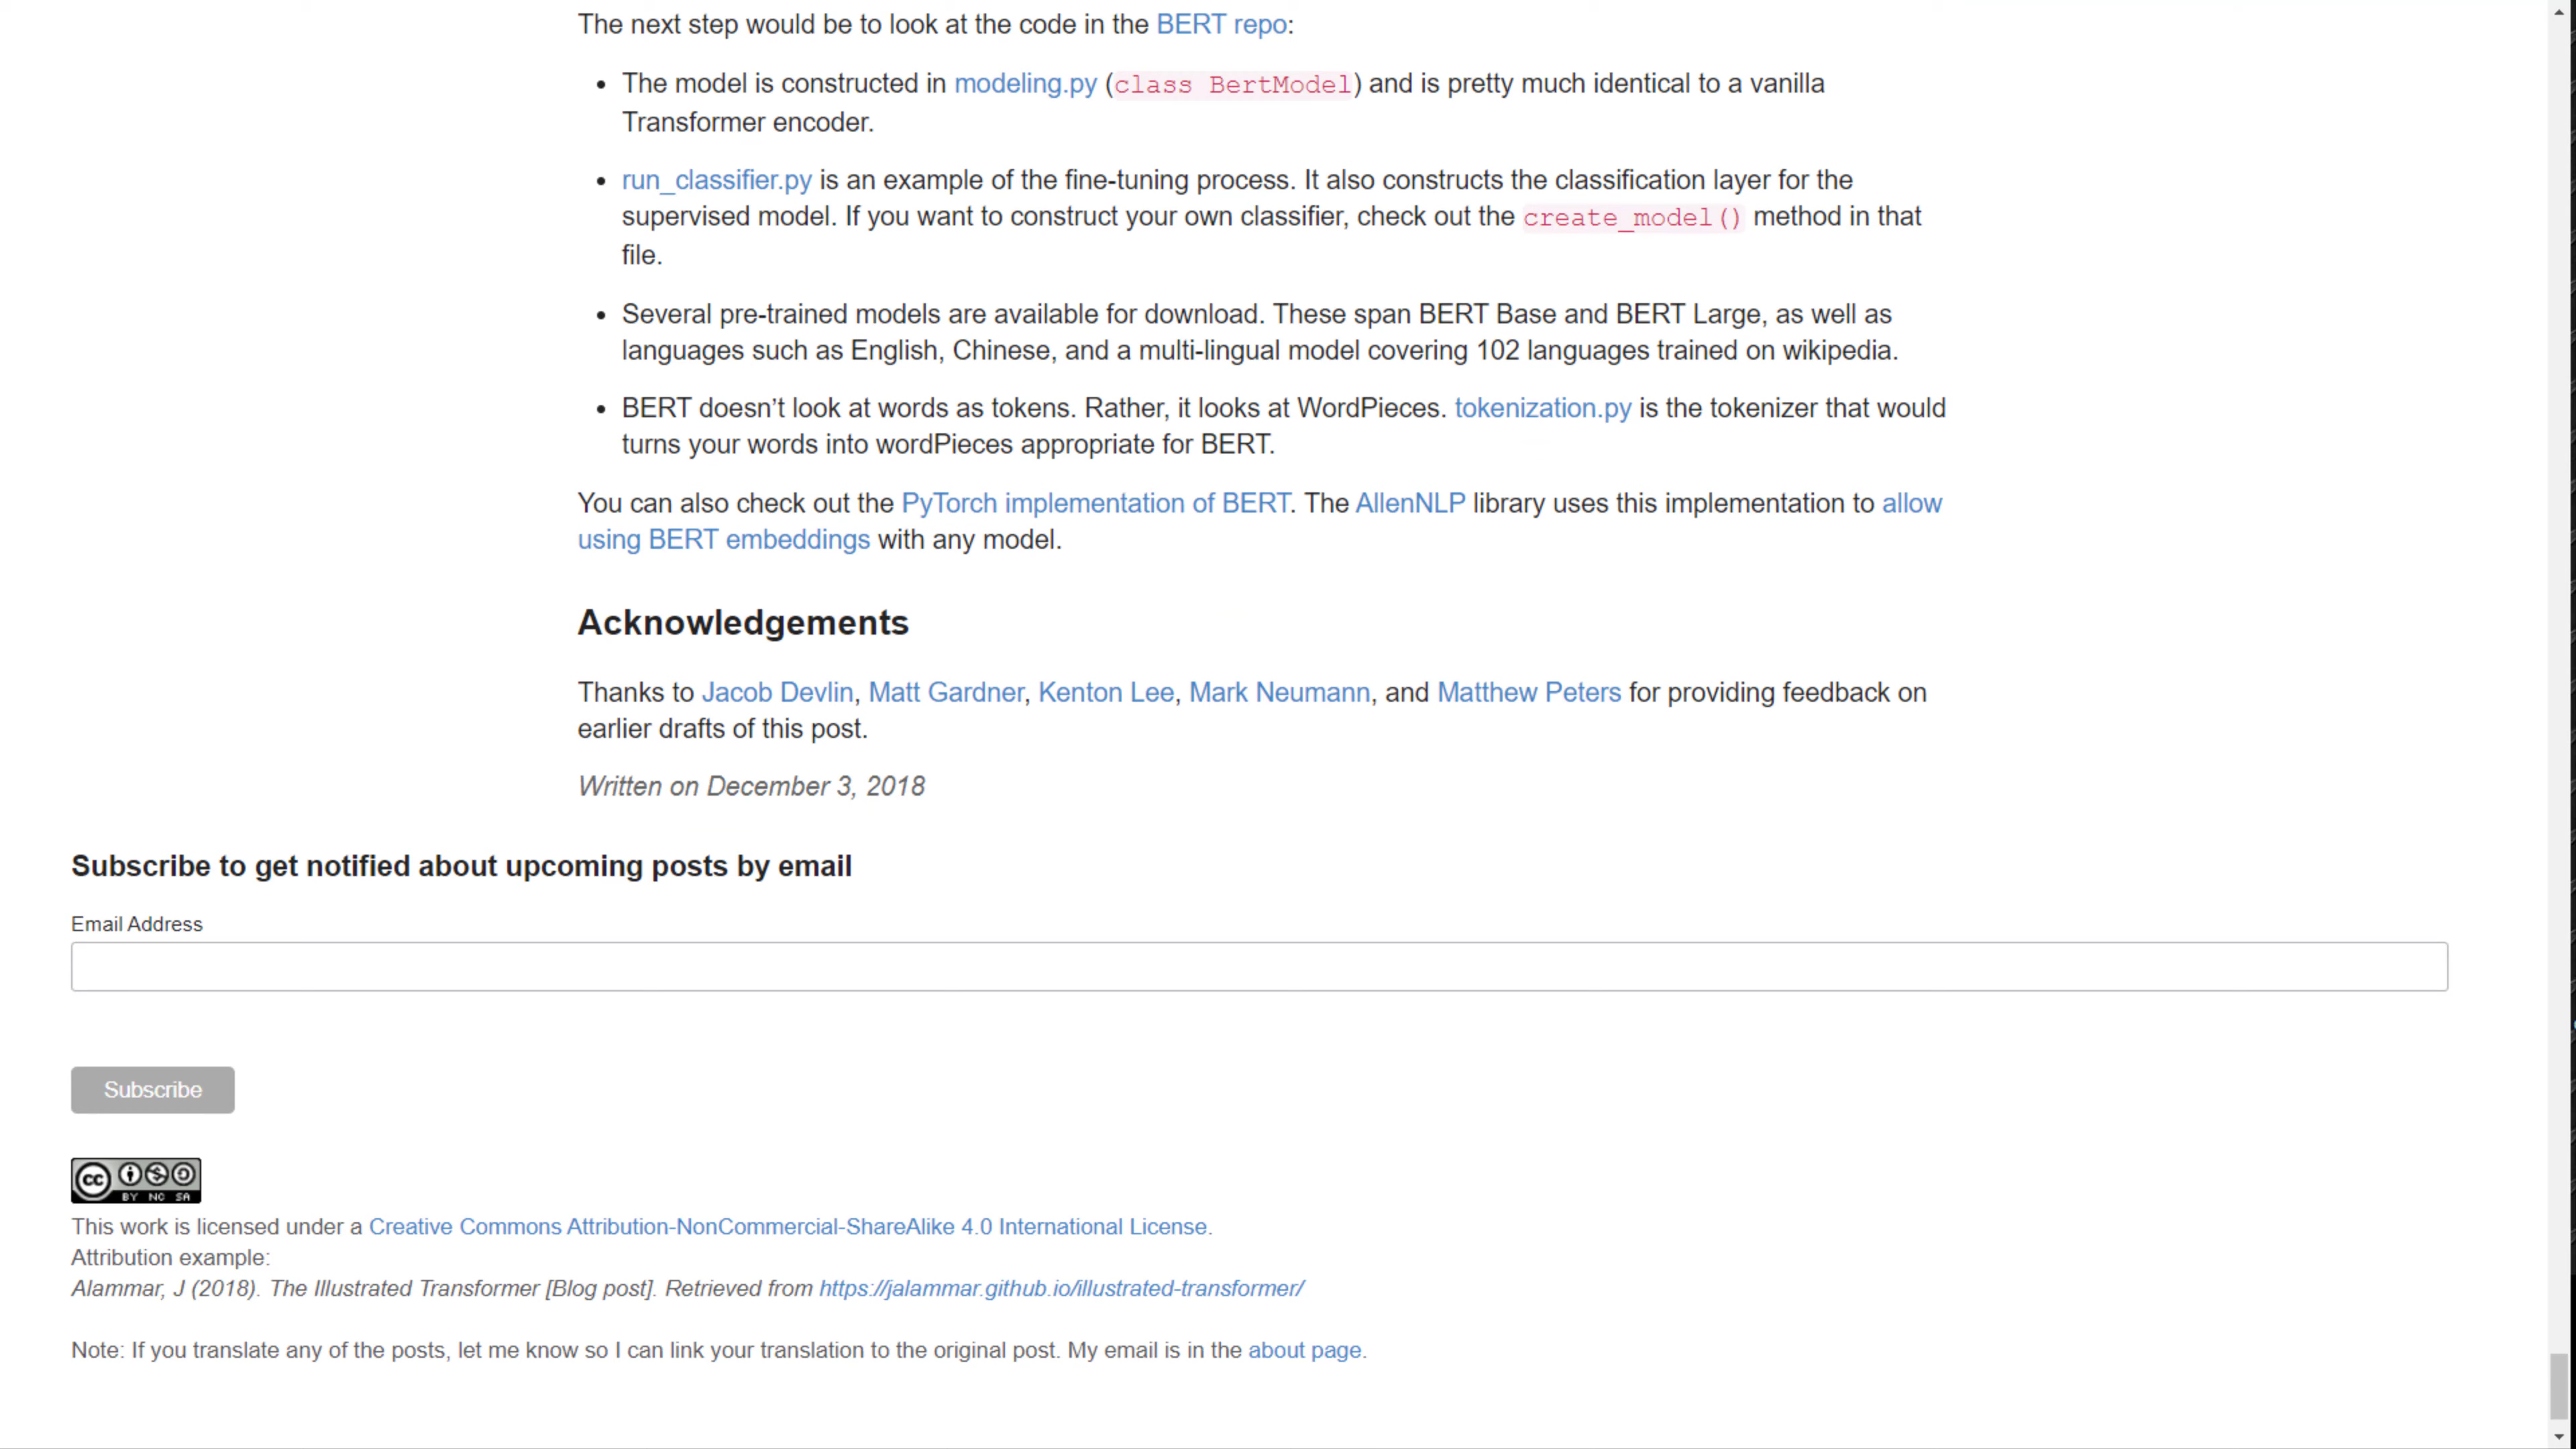 The next step would be to look at the code in the BERT repo:
• The model is constructed in modeling.py (class BertModel) and is pretty much identical to a vanilla
Transformer encoder.
• run_classifier.py is an example of the fine-tuning process. It also constructs the classification layer for the
supervised model. If you want to construct your own classifier, check out the create_model() method in that
file.
• Several pre-trained models are available for download. These span BERT Base and BERT Large, as well as
languages such as English, Chinese, and a multi-lingual model covering 102 languages trained on wikipedia.
• BERT doesn’t look at words as tokens. Rather, it looks at WordPieces. tokenization.py is the tokenizer that would
turns your words into wordPieces appropriate for BERT.
You can also check out the PyTorch implementation of BERT. The AllenNLP library uses this implementation to allow
using BERT embeddings with any model.
Acknowledgements
Thanks to Jacob Devlin, Matt Gardner, Kenton Lee, Mark Neumann, and Matthew Peters for providing feedback on
earlier drafts of this post.
Written on December 3, 2018
Subscribe to get notified about upcoming posts by email
Email Address
Subscribe
cc BY NC SA
This work is licensed under a Creative Commons Attribution-NonCommercial-ShareAlike 4.0 International License.
Attribution example:
Alammar, J (2018). The Illustrated Transformer [Blog post]. Retrieved from https://jalammar.github.io/illustrated-transformer/
Note: If you translate any of the posts, let me know so I can link your translation to the original post. My email is in the about page.